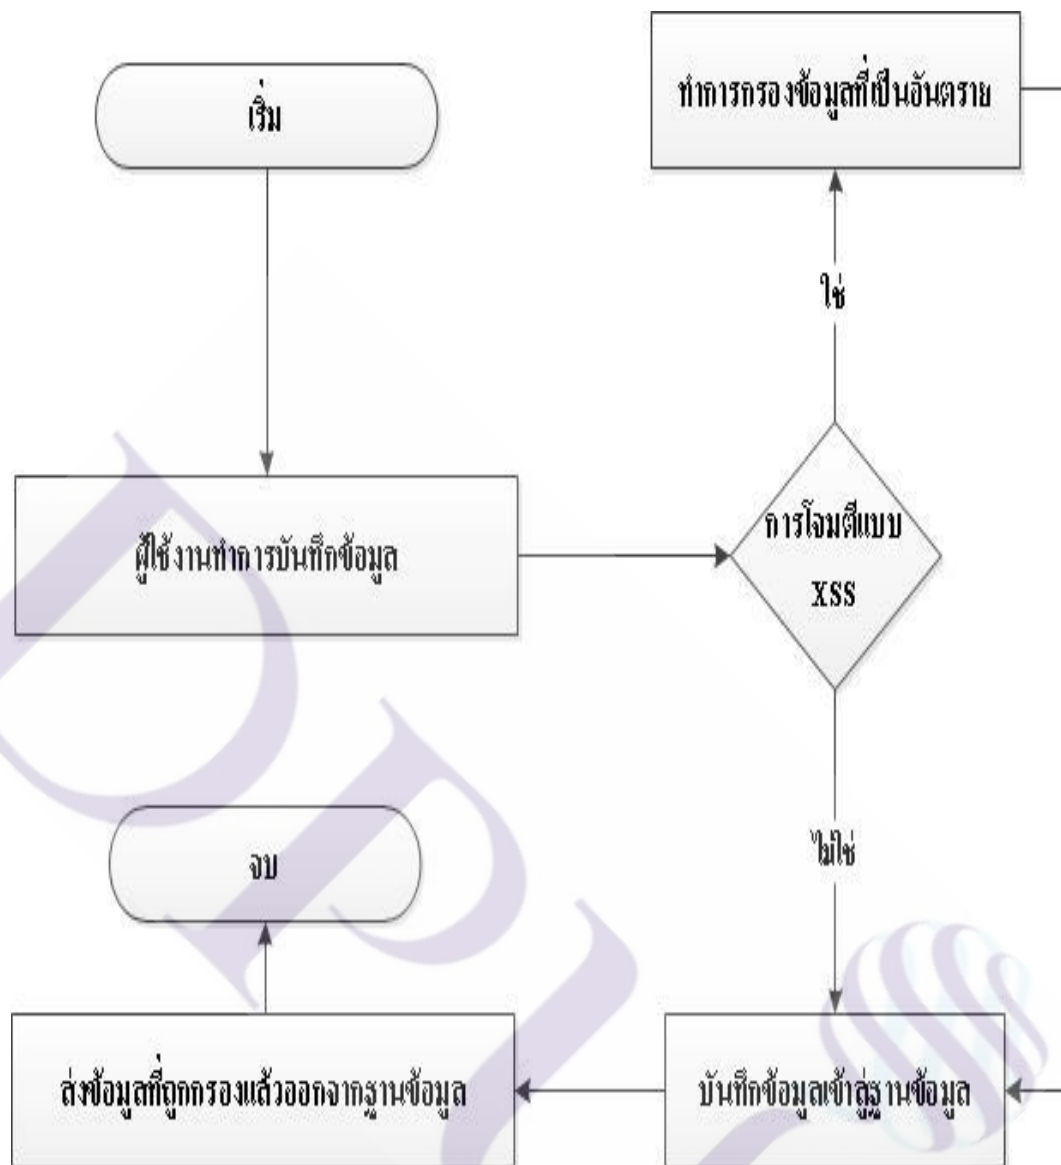 เริ่ม
ทำการกรองข้อมูลที่เป็นอันตราย
ใช่
ผู้ใช้งานทำการบันทึกข้อมูล
การโจมตีแบบ
XSS
ไม่ใช่
จบ
ส่งข้อมูลที่ถูกกรองแล้วออกจากฐานข้อมูล
บันทึกข้อมูลเข้าสู่ฐานข้อมูล